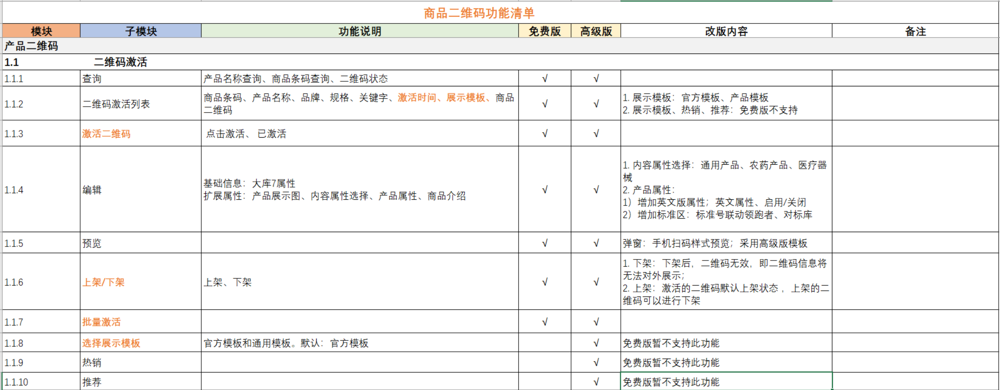 商品二维码功能清单
模块 子模块 功能说明 免费版 高级版 改版内容 备注
产品二维码
1.1 二维码激活
1.1.1 查询 产品名称查询、商品条码查询、二维码状态 √ √
1.1.2 二维码激活列表 商品条码、产品名称、品牌、规格、关键字、激活时间、展示模板、商品
二维码 √ √ 1. 展示模板：官方模板、产品模板
2. 展示模板、热销、推荐：免费版不支持
1.1.3 激活二维码 点击激活、 已激活 √ √
1.1.4 编辑 基础信息：大库7属性
扩展属性：产品展示图、内容属性选择、产品属性、商品介绍 √ √ 1. 内容属性选择：通用产品、农药产品、医疗器
械
2. 产品属性：
1）增加英文版属性；英文属性、启用/关闭
2）增加标准区：标准号联动领跑者、对标库
1.1.5 预览 √ √ 弹窗：手机扫码样式预览；采用高级版模板
1.1.6 上架/下架 上架、下架 √ √ 1. 下架：下架后，二维码无效，即二维码信息将
无法对外展示；
2. 上架：激活的二维码默认上架状态 ，上架的二
维码可以进行下架
1.1.7 批量激活 √ √
1.1.8 选择展示模板 官方模板和通用模板。默认：官方模板 √ 免费版暂不支持此功能
1.1.9 热销 √ 免费版暂不支持此功能
1.1.10 推荐 √ 免费版暂不支持此功能